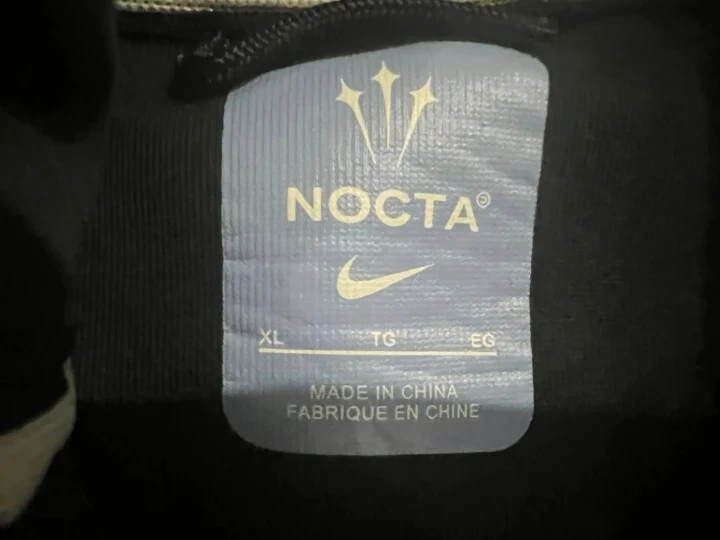 NOCTA®
XL TG EG
MADE IN CHINA
FABRIQUE EN CHINE